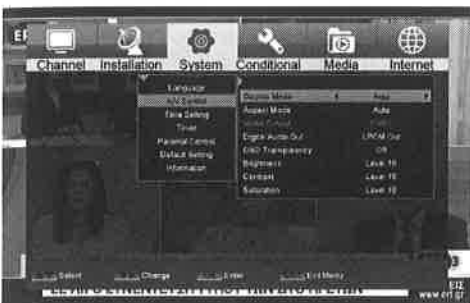 Channel Installation System Conditional Media Internet
Language
A/V Control
Time Setting
Timer
Parental Control
Default Setting
Information
Display Mode Auto
Aspect Mode Auto
Digital Audio Out LPCM Out
OSD Transparency Off
Brightness Level 10
Contrast Level 10
Saturation Level 10
Select Change Enter Exit Menu
ΕΙ2
www.ert.gr